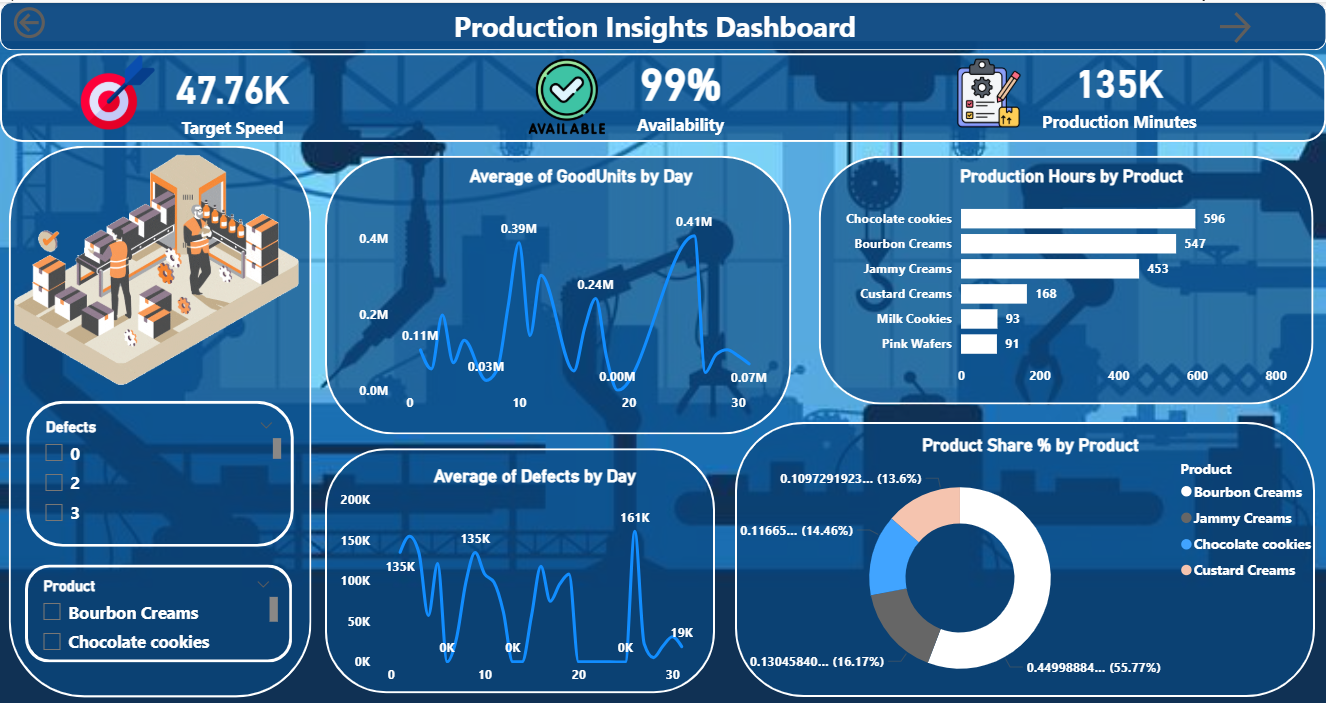 Production Insights Dashboard
47.76K
Target Speed
AVAILABLE
99%
Availability
135K
Production Minutes
Defects
0
2
3
Product
Bourbon Creams
Chocolate cookies
Average of GoodUnits by Day
0.4M
0.2M
0.0M
0.11M
0.03M
0.39M
0.24M
0.00M
0.41M
0.07M
0 10 20 30
Production Hours by Product
Chocolate cookies 596
Bourbon Creams 547
Jammy Creams 453
Custard Creams 168
Milk Cookies 93
Pink Wafers 91
0 200 400 600 800
Average of Defects by Day
200K
150K
100K
50K
0K
135K
0K
135K
0K
0K
161K
19K
0 10 20 30
Product Share % by Product
0.1097291923... (13.6%)
0.11665... (14.46%)
0.13045840... (16.17%)
0.44998884... (55.77%)
Product
Bourbon Creams
Jammy Creams
Chocolate cookies
Custard Creams